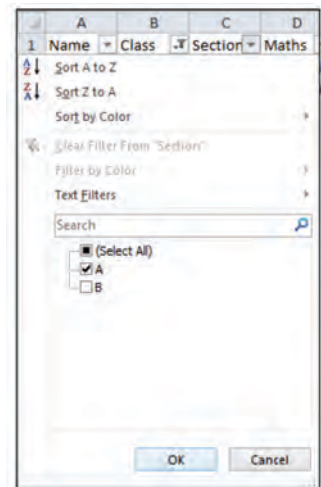 A B C D
1 Name Class Section Maths
Sort A to Z
Sort Z to A
Sort by Color
Clear Filter From "Section"
Filter by Color
Text Filters
Search
(Select All)
A
B
OK Cancel